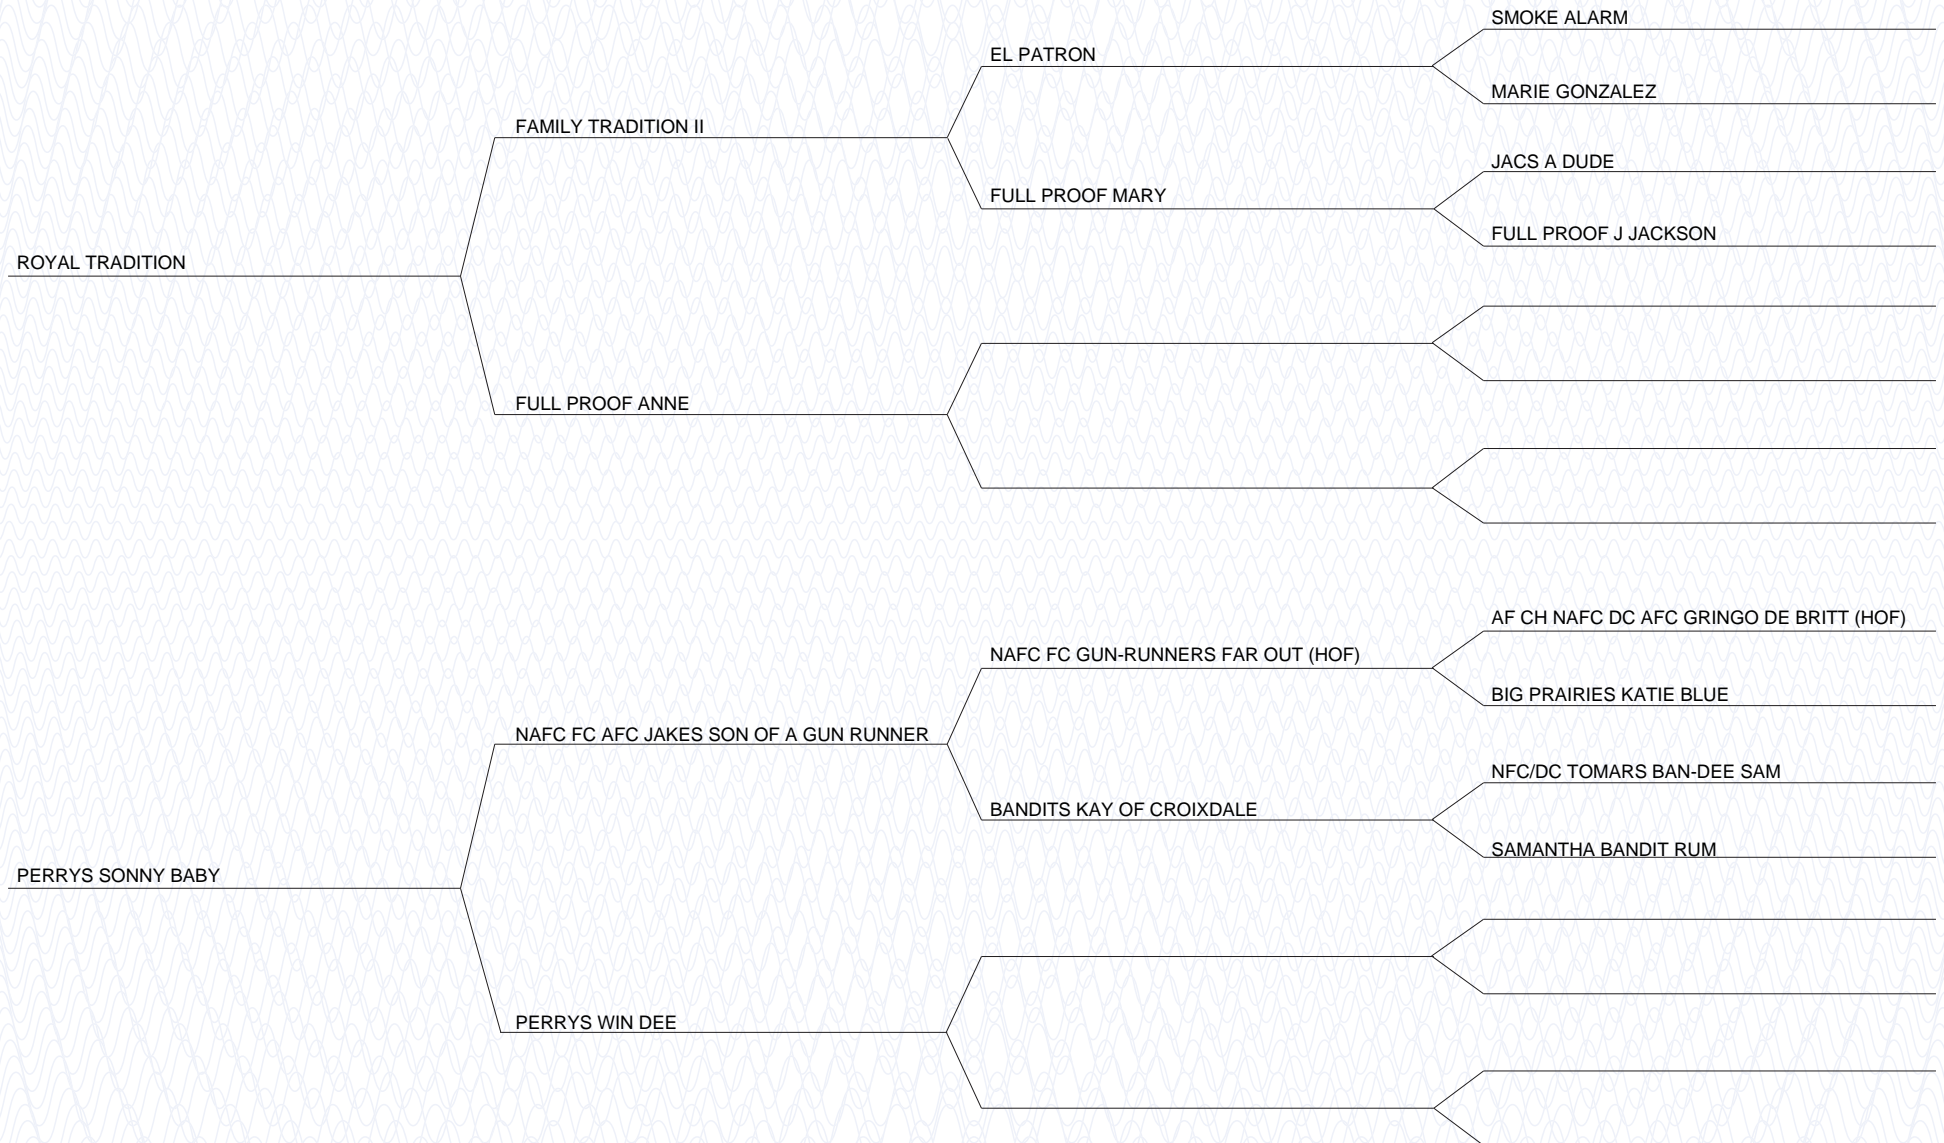 SMOKE ALARM
EL PATRON
MARIE GONZALEZ
FAMILY TRADITION II
JACS A DUDE
FULL PROOF MARY
FULL PROOF J JACKSON
ROYAL TRADITION
FULL PROOF ANNE
AF CH NAFC DC AFC GRINGO DE BRITT (HOF)
NAFC FC GUN-RUNNERS FAR OUT (HOF)
BIG PRAIRIES KATIE BLUE
NAFC FC AFC JAKES SON OF A GUN RUNNER
NFC/DC TOMARS BAN-DEE SAM
BANDITS KAY OF CROIXDALE
SAMANTHA BANDIT RUM
PERRYS SONNY BABY
PERRYS WIN DEE